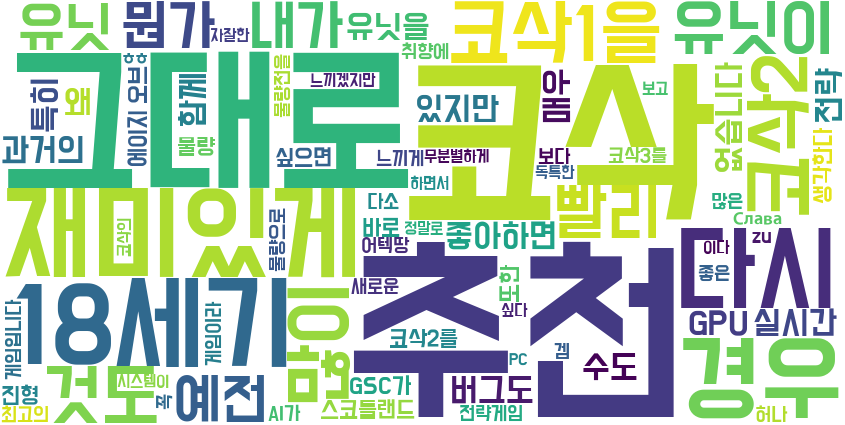 유닛 뭔가 자잘한 내가 유닛을 코삭1을 유닛이
취향에
그대로 코삭
특히 왜 에이지 오브 함께 물량전을 느끼겠지만 있지만 아 몸 보고 없습니다 코삭2 전략
과거의 물량 싶으면 느끼게 무분별하게 보다 코삭3를 생각한다
하면서 독특한
재미있게 다소 빨리 많은
코삭의 물량으로 바로 정말로 좋아하면 Слава
어택땅 zu
18세기 함이 추천 다시
이다 좋은
게임입니다 게임이라 새로운 또한 싶다
코삭2를 GPU 실시간
것도 예전 PC 겜 수도 경우
진형 시스템이 GSC가 버그도
최고의 쪽 AI가 스코틀랜드 전략게임 허나